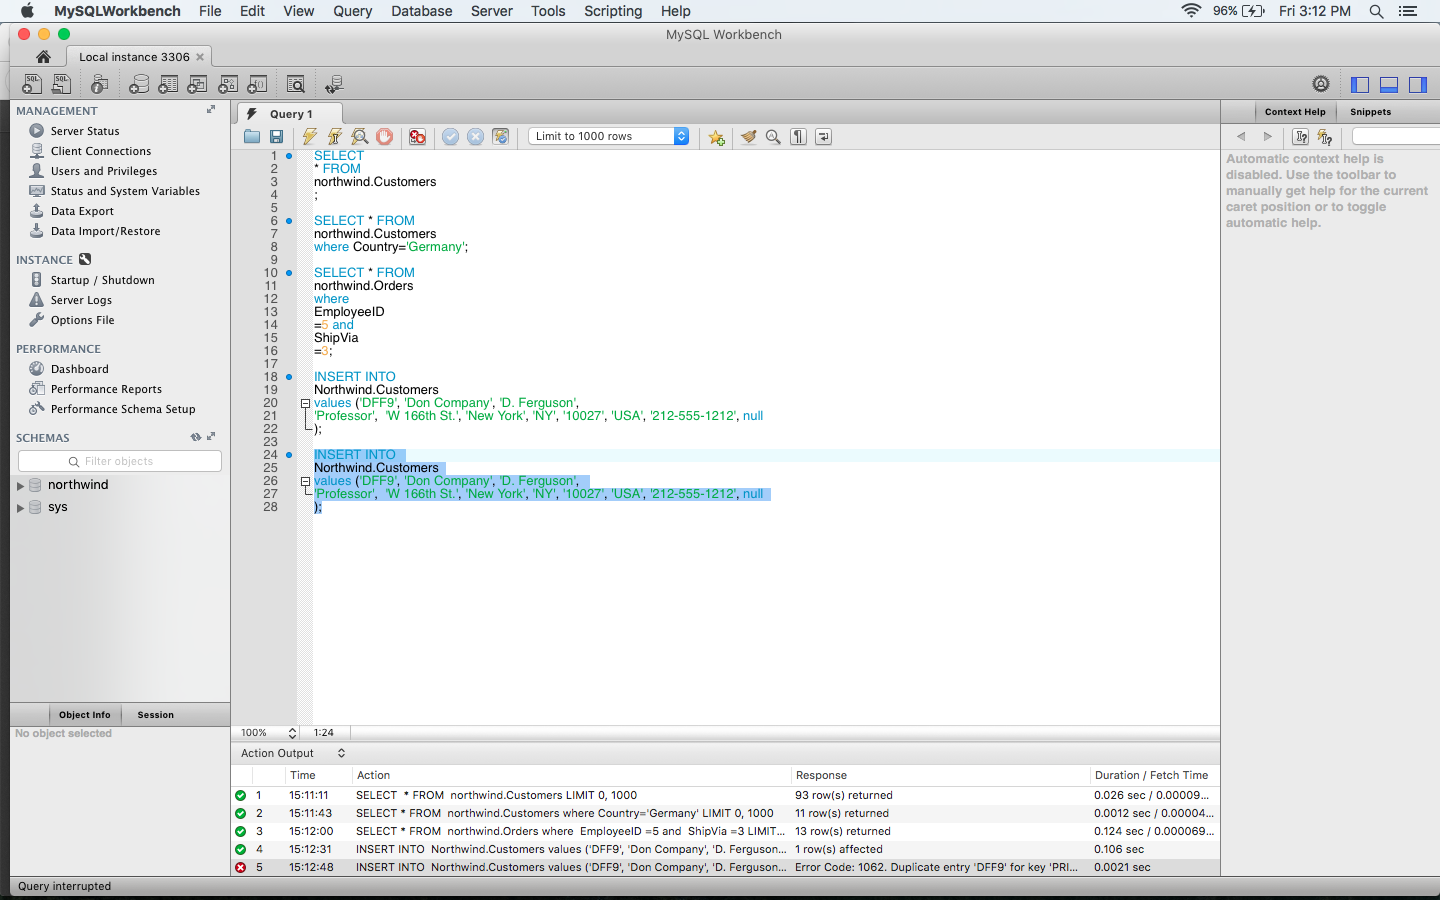 MySQLWorkbench File Edit View Query Database Server Tools Scripting Help 96% Fri 3:12 PM
MySQL Workbench
Local instance 3306
MANAGEMENT
Server Status
Client Connections
Users and Privileges
Status and System Variables
Data Export
Data Import/Restore
INSTANCE
Startup / Shutdown
Server Logs
Options File
PERFORMANCE
Dashboard
Performance Reports
Performance Schema Setup
SCHEMAS
Filter objects
northwind
sys
Object Info Session
No object selected
Query 1
Limit to 1000 rows
1 SELECT
2 * FROM
3 northwind.Customers
4 ;
5
6 SELECT * FROM
7 northwind.Customers
8 where Country='Germany';
9
10 SELECT * FROM
11 northwind.Orders
12 where
13 EmployeeID
14 =5 and
15 ShipVia
16 =3;
17
18 INSERT INTO
19 Northwind.Customers
20 values ('DFF9', 'Don Company', 'D. Ferguson',
21 'Professor', 'W 166th St.', 'New York', 'NY', '10027', 'USA', '212-555-1212', null
22 );
23
24 INSERT INTO
25 Northwind.Customers
26 values ('DFF9', 'Don Company', 'D. Ferguson',
27 'Professor', 'W 166th St.', 'New York', 'NY', '10027', 'USA', '212-555-1212', null
28 );
100% 1:24
Action Output
Time Action Response Duration / Fetch Time
1 15:11:11 SELECT * FROM northwind.Customers LIMIT 0, 1000 93 row(s) returned 0.026 sec / 0.00009...
2 15:11:43 SELECT * FROM northwind.Customers where Country='Germany' LIMIT 0, 1000 11 row(s) returned 0.0012 sec / 0.00004...
3 15:12:00 SELECT * FROM northwind.Orders where EmployeeID =5 and ShipVia =3 LIMIT... 13 row(s) returned 0.124 sec / 0.000069...
4 15:12:31 INSERT INTO Northwind.Customers values ('DFF9', 'Don Company', 'D. Ferguson... 1 row(s) affected 0.106 sec
5 15:12:48 INSERT INTO Northwind.Customers values ('DFF9', 'Don Company', 'D. Ferguson... Error Code: 1062. Duplicate entry 'DFF9' for key 'PRI... 0.0021 sec
Context Help Snippets
Automatic context help is
disabled. Use the toolbar to
manually get help for the current
caret position or to toggle
automatic help.
Query interrupted